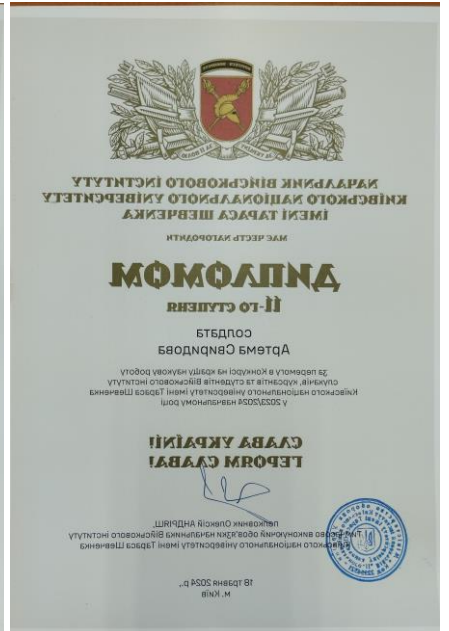 НАЧАЛЬНИК ВІЙСЬКОВОГО ІНСТИТУТУ
КИЇВСЬКОГО НАЦІОНАЛЬНОГО УНІВЕРСИТЕТУ
ІМЕНІ ТАРАСА ШЕВЧЕНКА
МАЄ ЧЕСТЬ НАГОРОДИТИ
ДИПЛОМОМ
ІІ-ГО СТУПЕНЯ
солдата
Артема Свиридова
за перемогу в Конкурсі на кращу наукову роботу
слухачів, курсантів та студентів Військового інституту
Київського національного університету імені Тараса Шевченка
у 2023/2024 навчальному році
СЛАВА УКРАЇНІ!
ГЕРОЯМ СЛАВА!
полковник Олексій АНДРІЯШ,
Тимчасово виконуючий обов'язки начальника Військового інституту
Київського національного університету імені Тараса Шевченка
18 травня 2024 р.,
м. Київ